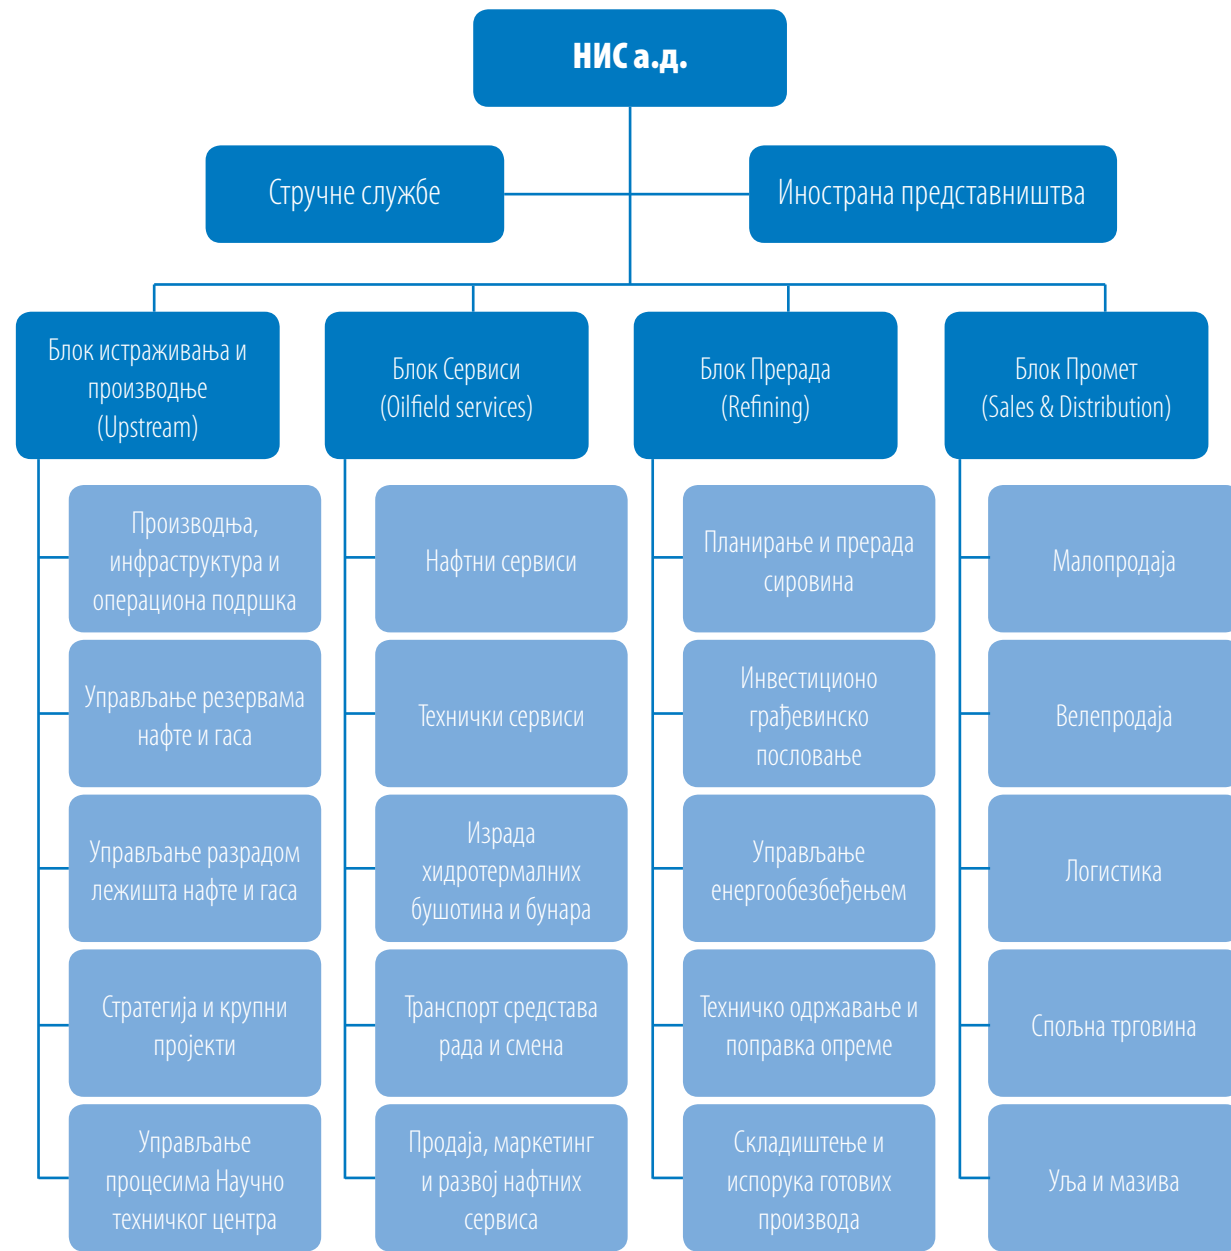 НИС а.д.
Стручне службе
Инострана представништва
Блок истраживања и
производње
(Upstream)
Блок Сервиси
(Oilfield services)
Блок Прерада
(Refining)
Блок Промет
(Sales & Distribution)
Производња,
инфраструктура и
операциона подршка
Управљање резервама
нафте и гаса
Управљање разрадом
лежишта нафте и гаса
Стратегија и крупни
пројекти
Управљање
процесима Научно
техничког центра
Нафтни сервиси
Технички сервиси
Израда
хидротермалних
бушотина и бунара
Транспорт средстава
рада и смена
Продаја, маркетинг
и развој нафтних
сервиса
Планирање и прерада
сировина
Инвестиционо
грађевинско
пословање
Управљање
енергообезбеђењем
Техничко одржавање и
поправка опреме
Складиштење и
испорука готових
производа
Малопродаја
Велепродаја
Логистика
Спољна трговина
Уља и мазива